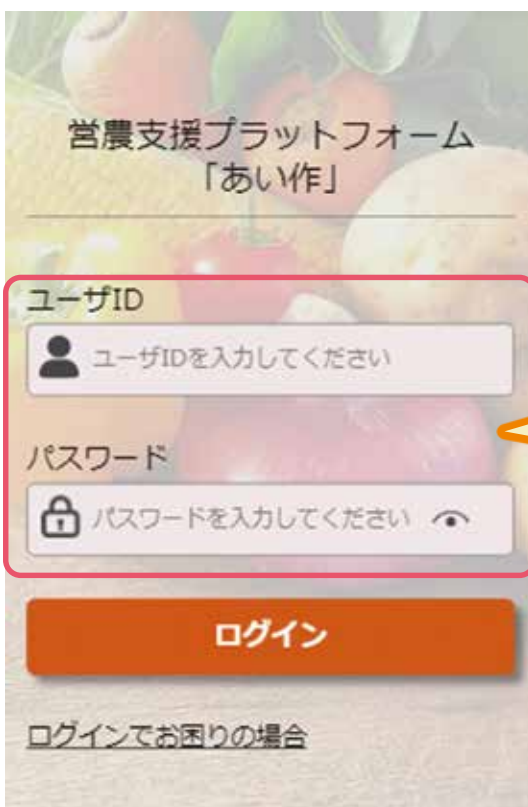 営農支援プラットフォーム
「あい作」
ユーザID
ユーザIDを入力してください
パスワード
パスワードを入力してください
ログイン
ログインでお困りの場合